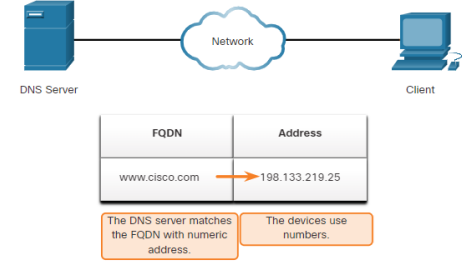 Network
DNS Server
Client
FQDN
Address
www.cisco.com
198.133.219.25
The DNS server matches
the FQDN with numeric
address.
The devices use
numbers.